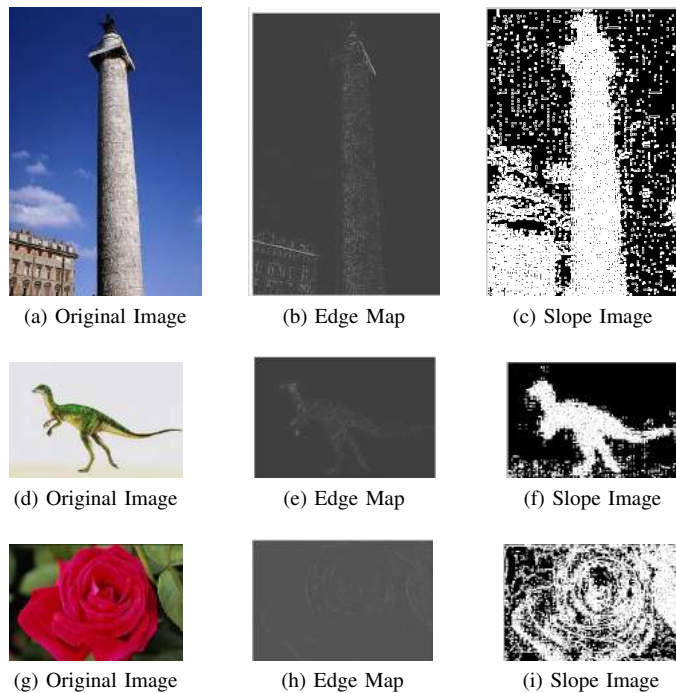 (a) Original Image (b) Edge Map (c) Slope Image
(d) Original Image (e) Edge Map (f) Slope Image
(g) Original Image (h) Edge Map (i) Slope Image